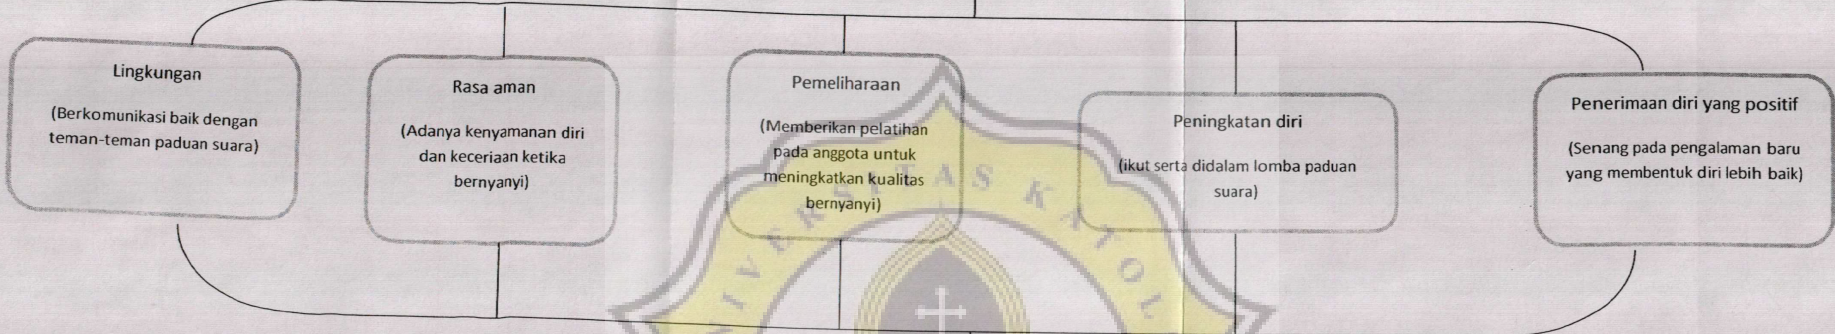 Lingkungan
(Berkomunikasi baik dengan
teman-teman paduan suara)
Rasa aman
(Adanya kenyamanan diri
dan keceriaan ketika
bernyanyi)
Pemeliharaan
(Memberikan pelatihan
pada anggota untuk
meningkatkan kualitas
bernyanyi)
Peningkatan diri
(ikut serta didalam lomba paduan
suara)
Penerimaan diri yang positif
(Senang pada pengalaman baru
yang membentuk diri lebih baik)
NIVERSITAS KATOL